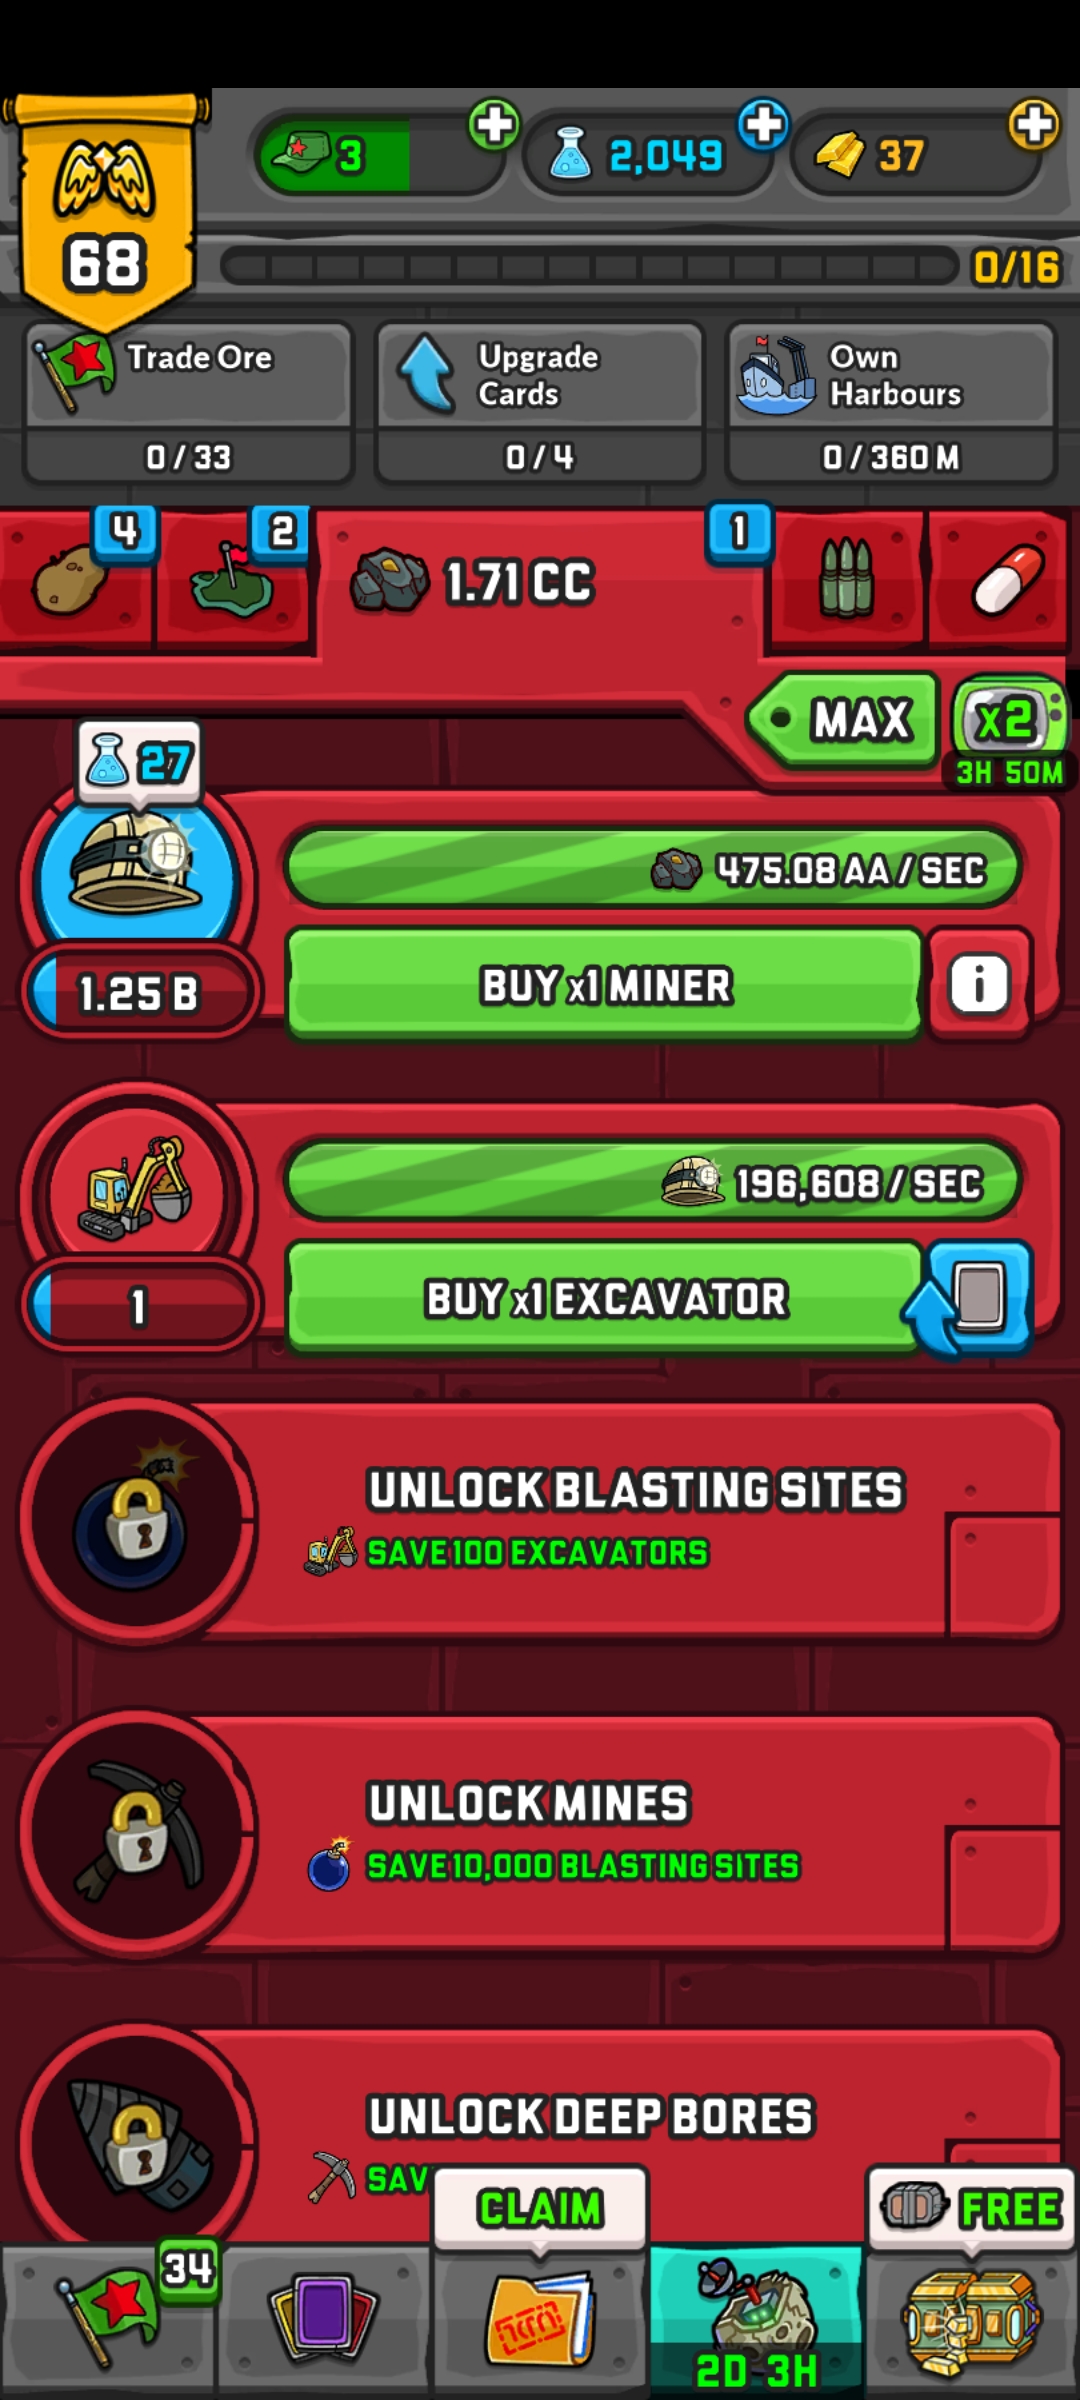 3
2,049
37
68
0/16
Trade Ore
0 / 33
Upgrade
Cards
0 / 4
Own
Harbours
0 / 360 M
4
2
1.71 CC
1
MAX
x2
3H 50M
27
475.08 AA / SEC
1.25 B
BUY x1 MINER
i
196,608 / SEC
1
BUY x1 EXCAVATOR
UNLOCK BLASTING SITES
SAVE 100 EXCAVATORS
UNLOCK MINES
SAVE 10,000 BLASTING SITES
UNLOCK DEEP BORES
SAV
CLAIM
FREE
34
2D 3H